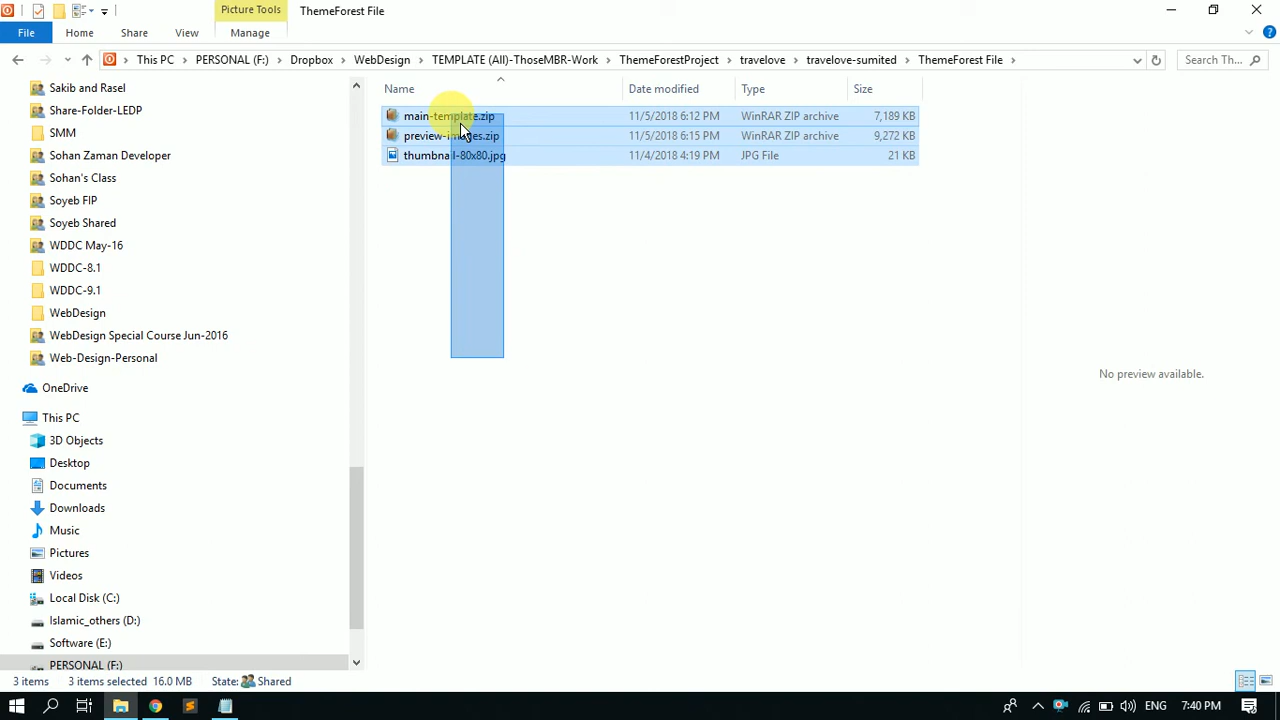 Picture Tools
ThemeForest File
File
Home
Share
View
Manage
This PC
PERSONAL (F:)
Dropbox
WebDesign
TEMPLATE (All)-ThoseMBR-Work
ThemeForestProject
travelove
travelove-sumited
ThemeForest File
Search Th...
Name
Date modified
Type
Size
main-template.zip
11/5/2018 6:12 PM
WinRAR ZIP archive
7,189 KB
preview-images.zip
11/5/2018 6:15 PM
WinRAR ZIP archive
9,272 KB
thumbnail-80x80.jpg
11/4/2018 4:19 PM
JPG File
21 KB
Sakib and Rasel
Share-Folder-LEDP
SMM
Sohan Zaman Developer
Sohan's Class
Soyeb FIP
Soyeb Shared
WDDC May-16
WDDC-8.1
WDDC-9.1
WebDesign
WebDesign Special Course Jun-2016
Web-Design-Personal
OneDrive
This PC
3D Objects
Desktop
Documents
Downloads
Music
Pictures
Videos
Local Disk (C:)
Islamic_others (D:)
Software (E:)
PERSONAL (F:)
No preview available.
3 items
3 items selected 16.0 MB
State:
Shared
ENG
7:40 PM